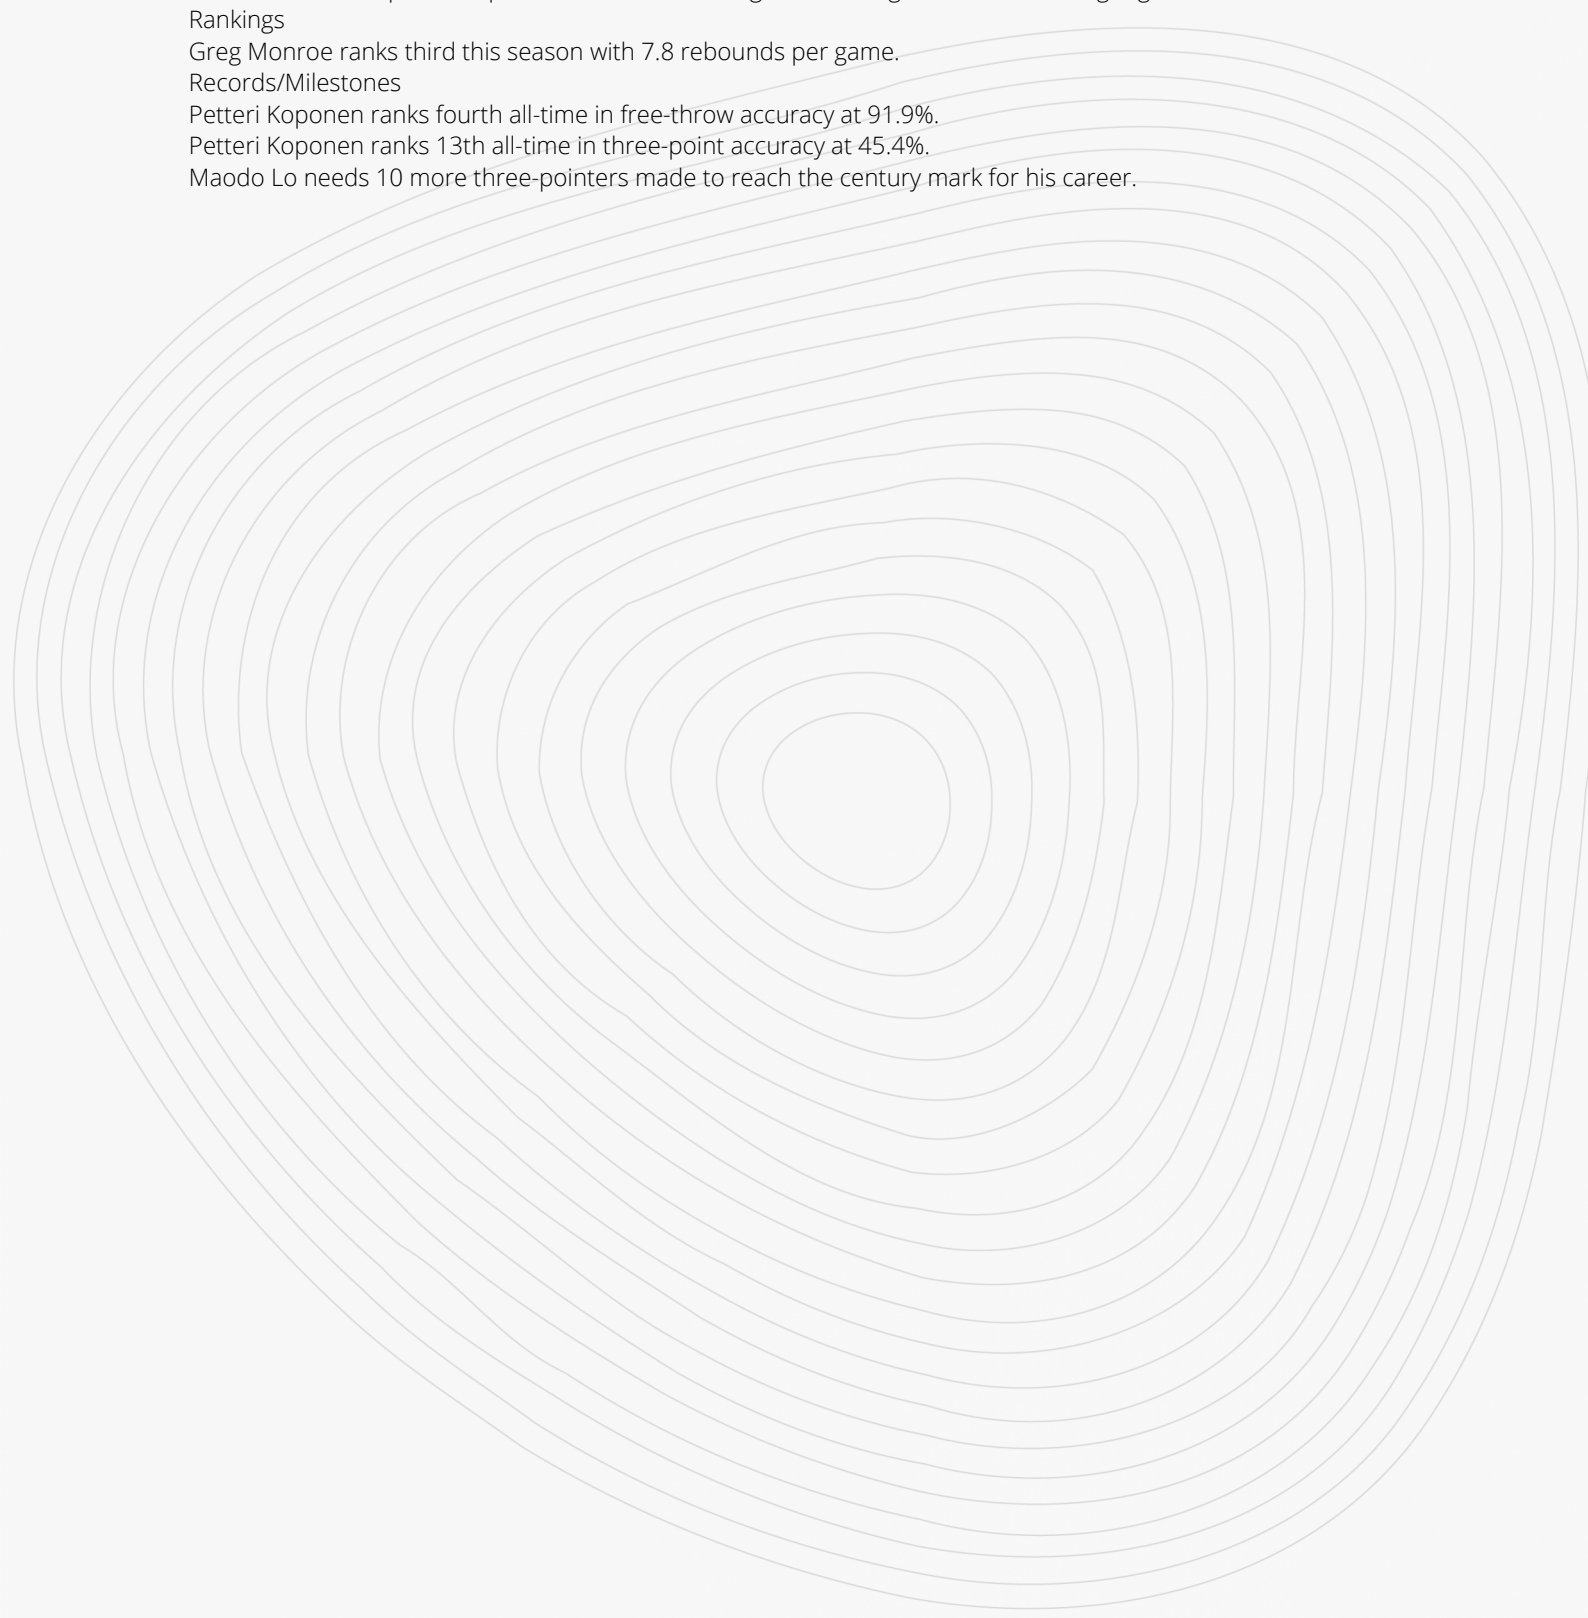 Rankings
Greg Monroe ranks third this season with 7.8 rebounds per game.
Records/Milestones
Petteri Koponen ranks fourth all-time in free-throw accuracy at 91.9%.
Petteri Koponen ranks 13th all-time in three-point accuracy at 45.4%.
Maodo Lo needs 10 more three-pointers made to reach the century mark for his career.